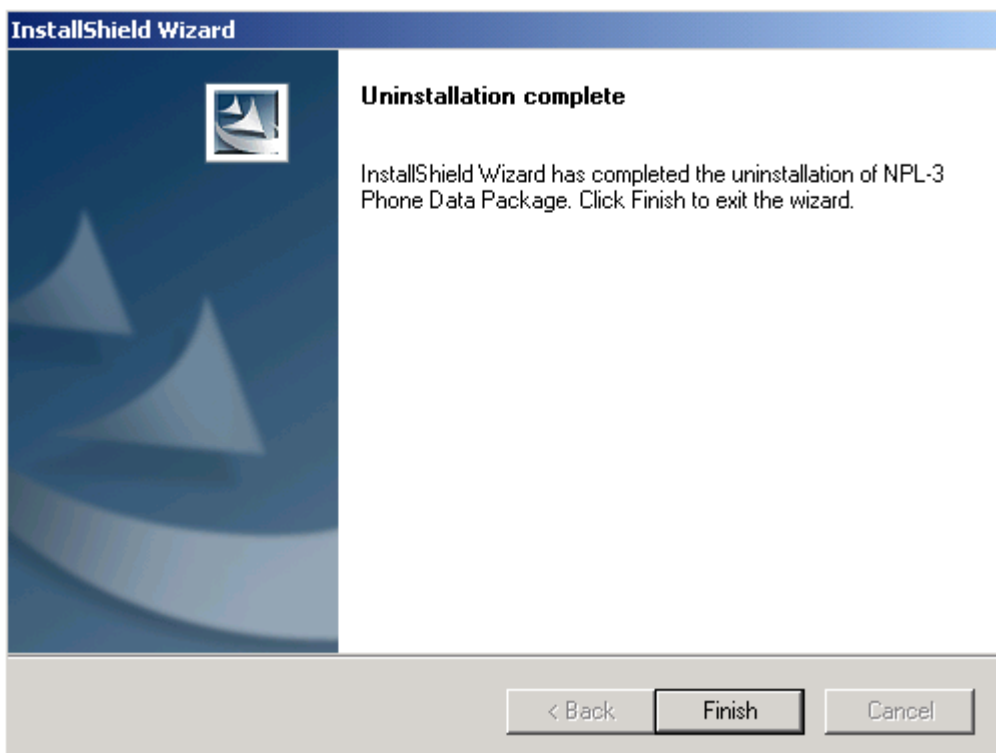 InstallShield Wizard
Uninstallation complete
InstallShield Wizard has completed the uninstallation of NPL-3
Phone Data Package. Click Finish to exit the wizard.
< Back
Finish
Cancel